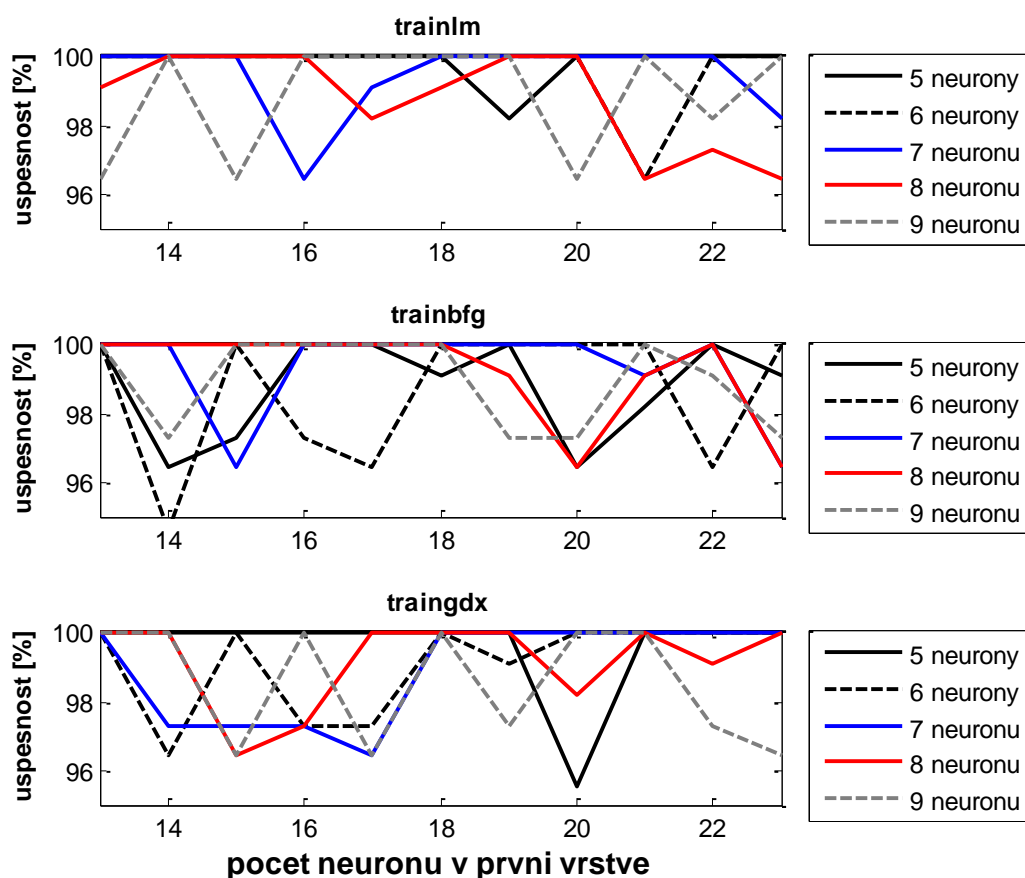 trainlm
uspesnost [%]
100
98
96
14 16 18 20 22
5 neurony
6 neurony
7 neuronu
8 neuronu
9 neuronu
trainbfg
uspesnost [%]
100
98
96
14 16 18 20 22
5 neurony
6 neurony
7 neuronu
8 neuronu
9 neuronu
traingdx
uspesnost [%]
100
98
96
14 16 18 20 22
5 neurony
6 neurony
7 neuronu
8 neuronu
9 neuronu
pocet neuronu v prvni vrstve